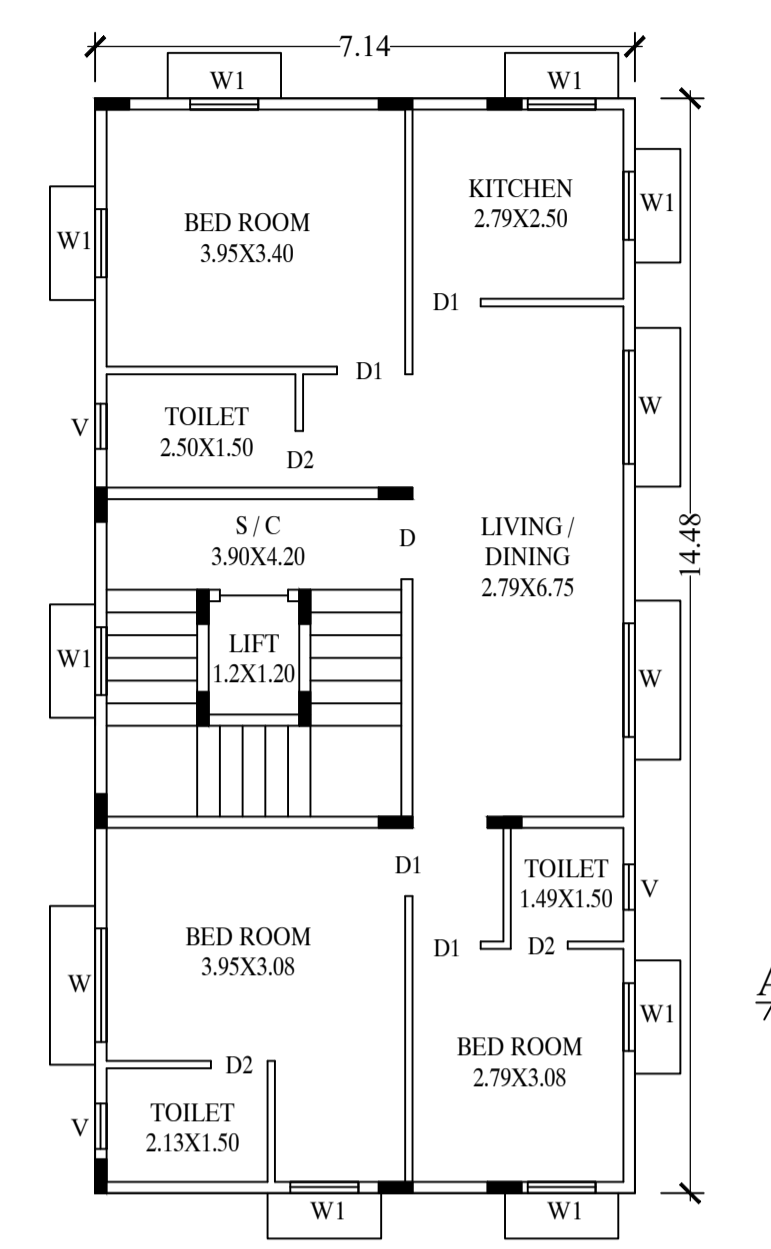 7.14
W1
W1
W1
BED ROOM
3.95X3.40
KITCHEN
2.79X2.50
W1
D1
D1
W
V
TOILET
2.50X1.50
D2
S / C
3.90X4.20
D
LIVING /
DINING
2.79X6.75
14.48
W1
LIFT
1.2X1.20
W
D1
TOILET
1.49X1.50
V
BED ROOM
3.95X3.08
D1
D2
W
W1
BED ROOM
2.79X3.08
D2
V
TOILET
2.13X1.50
W1
W1